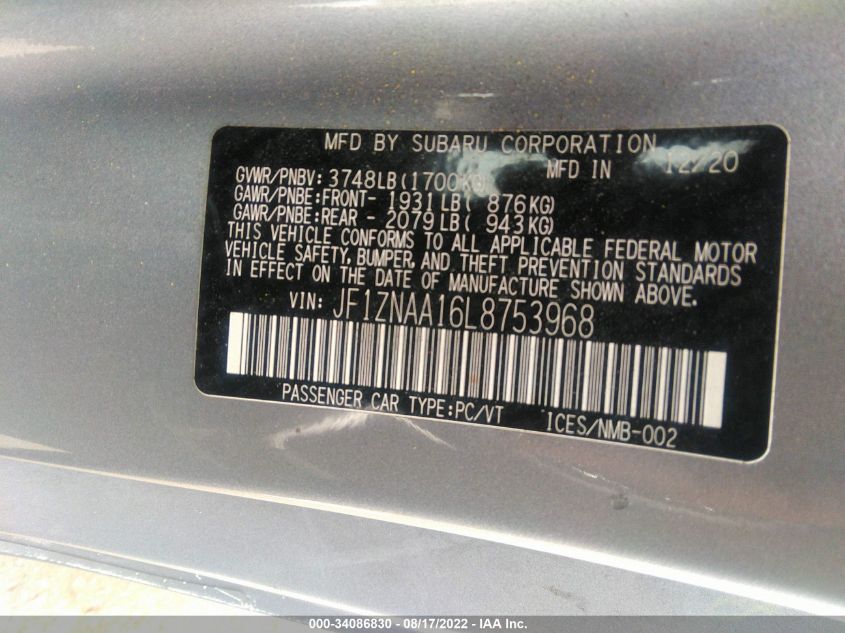 MFD BY SUBARU CORPORATION
MFD IN 12/20
GVWR/PNBV: 3748LB(1700KG)
GAWR/PNBE:FRONT- 1931LB( 876KG)
GAWR/PNBE:REAR - 2079LB( 943KG)
THIS VEHICLE CONFORMS TO ALL APPLICABLE FEDERAL MOTOR
VEHICLE SAFETY, BUMPER, AND THEFT PREVENTION STANDARDS
IN EFFECT ON THE DATE OF MANUFACTURE SHOWN ABOVE.
VIN: JF1ZNAA16L8753968
PASSENGER CAR TYPE:PC/VT ICES/NMB-002
000-34086830 - 08/17/2022 - IAA Inc.